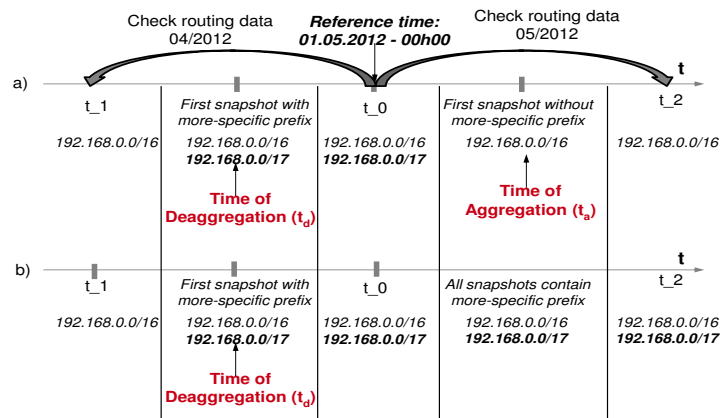 Check routing data
04/2012
Reference time:
01.05.2012 - 00h00
Check routing data
05/2012
a)
t
t_1
First snapshot with
more-specific prefix
t_0
First snapshot without
more-specific prefix
t_2
192.168.0.0/16
192.168.0.0/16
192.168.0.0/17
192.168.0.0/16
192.168.0.0/17
192.168.0.0/16
192.168.0.0/16
Time of
Deaggregation (t_d)
Time of
Aggregation (t_a)
b)
t
t_1
First snapshot with
more-specific prefix
t_0
All snapshots contain
more-specific prefix
t_2
192.168.0.0/16
192.168.0.0/16
192.168.0.0/17
192.168.0.0/16
192.168.0.0/17
192.168.0.0/16
192.168.0.0/17
192.168.0.0/16
192.168.0.0/17
Time of
Deaggregation (t_d)